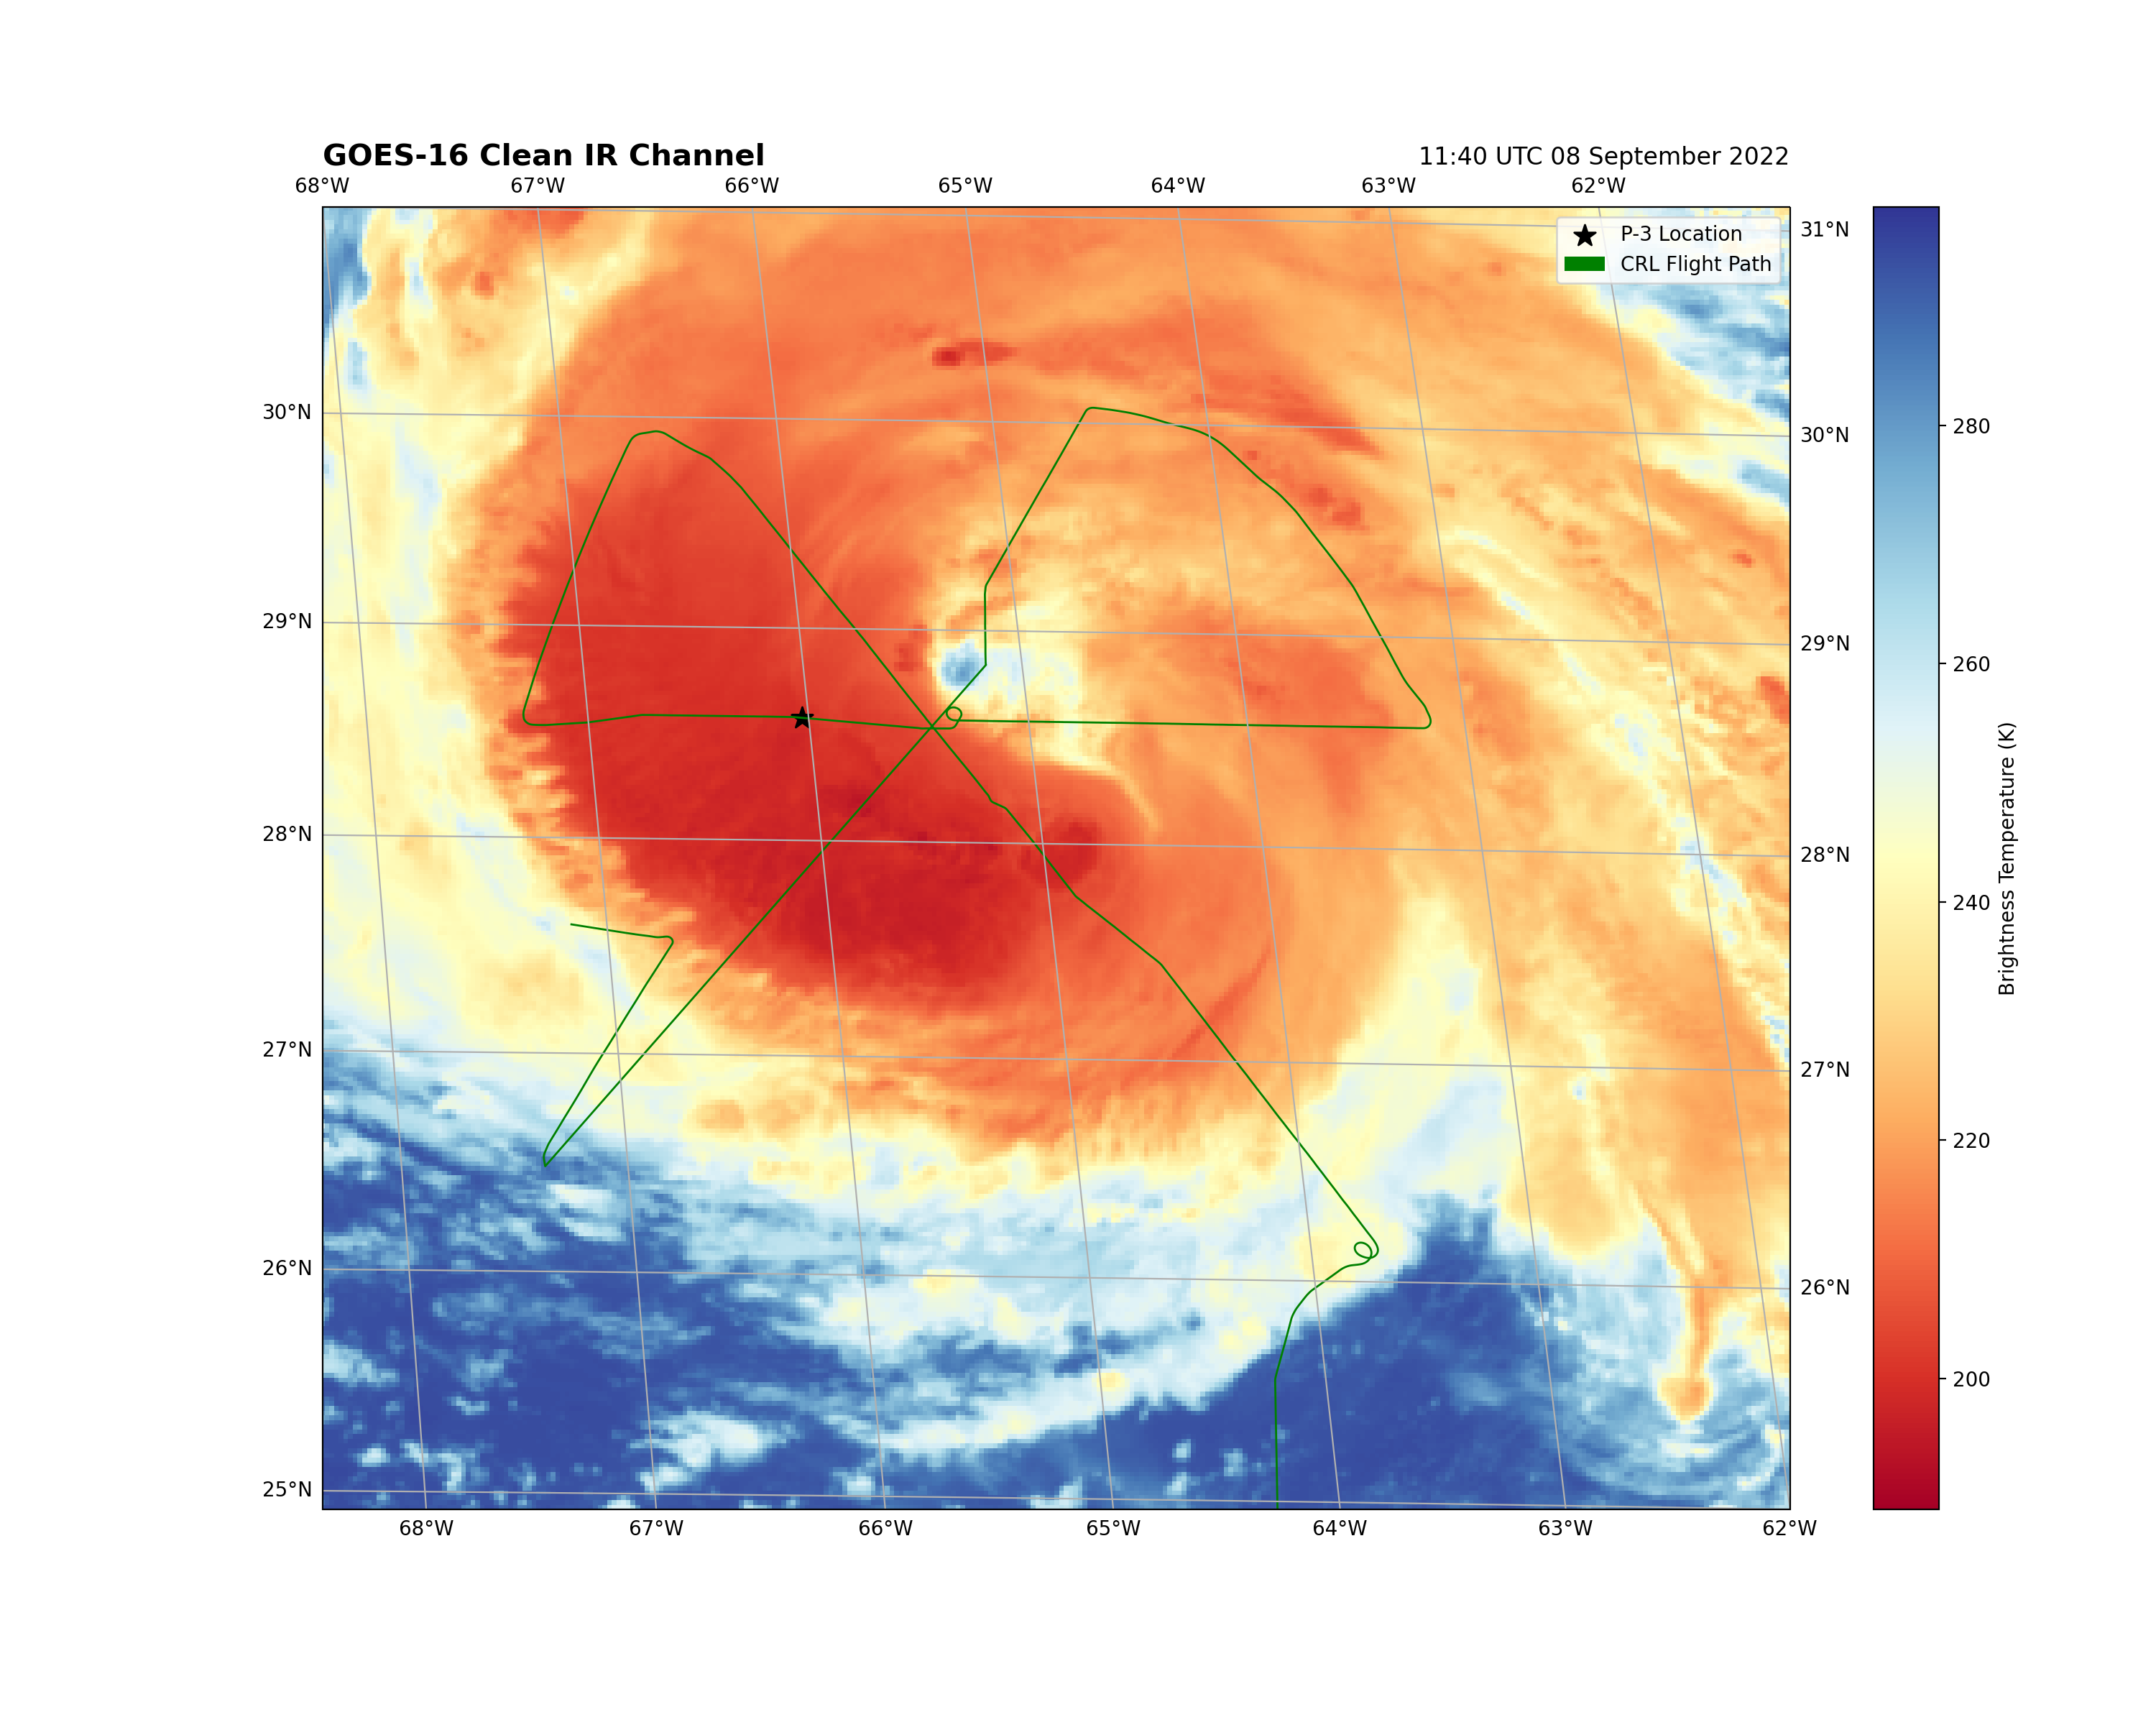 GOES-16 Clean IR Channel
11:40 UTC 08 September 2022
68°W 67°W 66°W 65°W 64°W 63°W 62°W
31°N
P-3 Location
CRL Flight Path
30°N
30°N
29°N
29°N
28°N
28°N
27°N
27°N
26°N
26°N
25°N
68°W 67°W 66°W 65°W 64°W 63°W 62°W
280
260
240
220
200
Brightness Temperature (K)